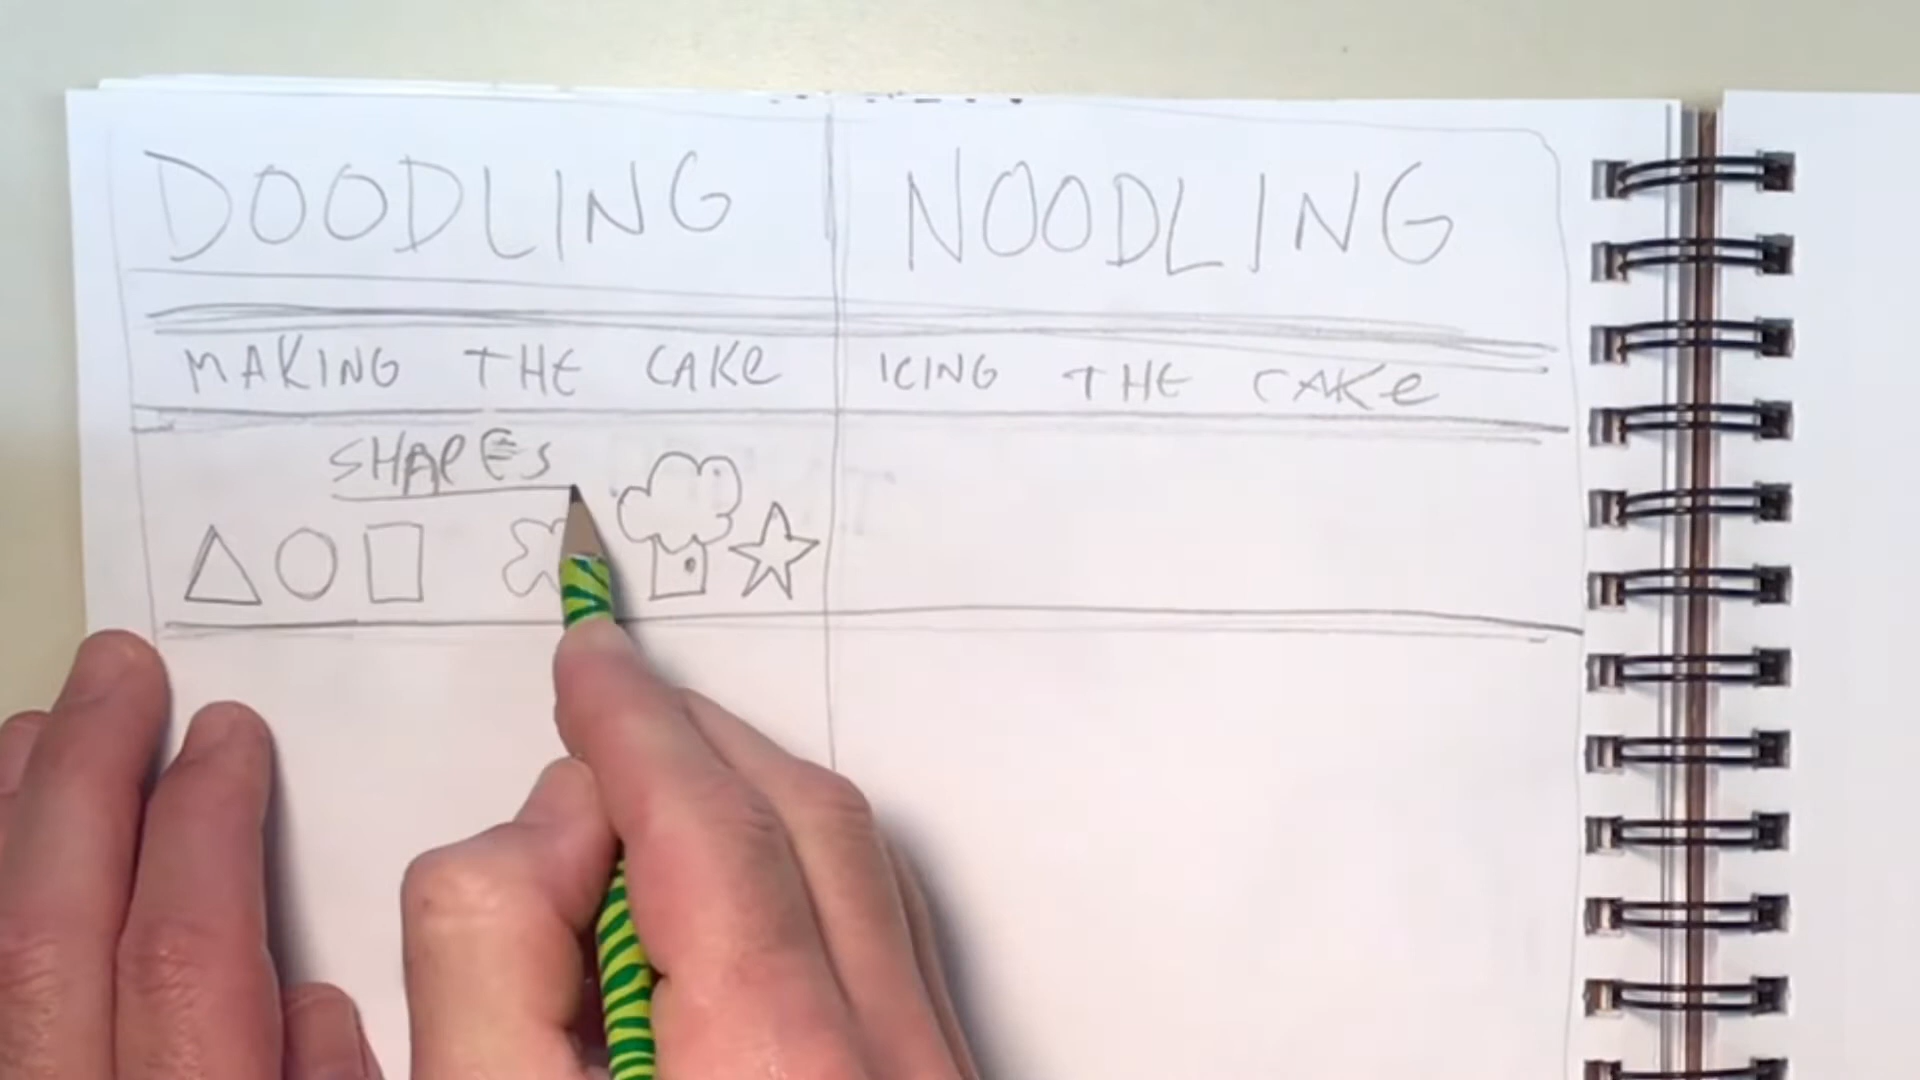 DOODLING NOODLING
MAKING THE CAKE ICING THE CAKE
SHAPES